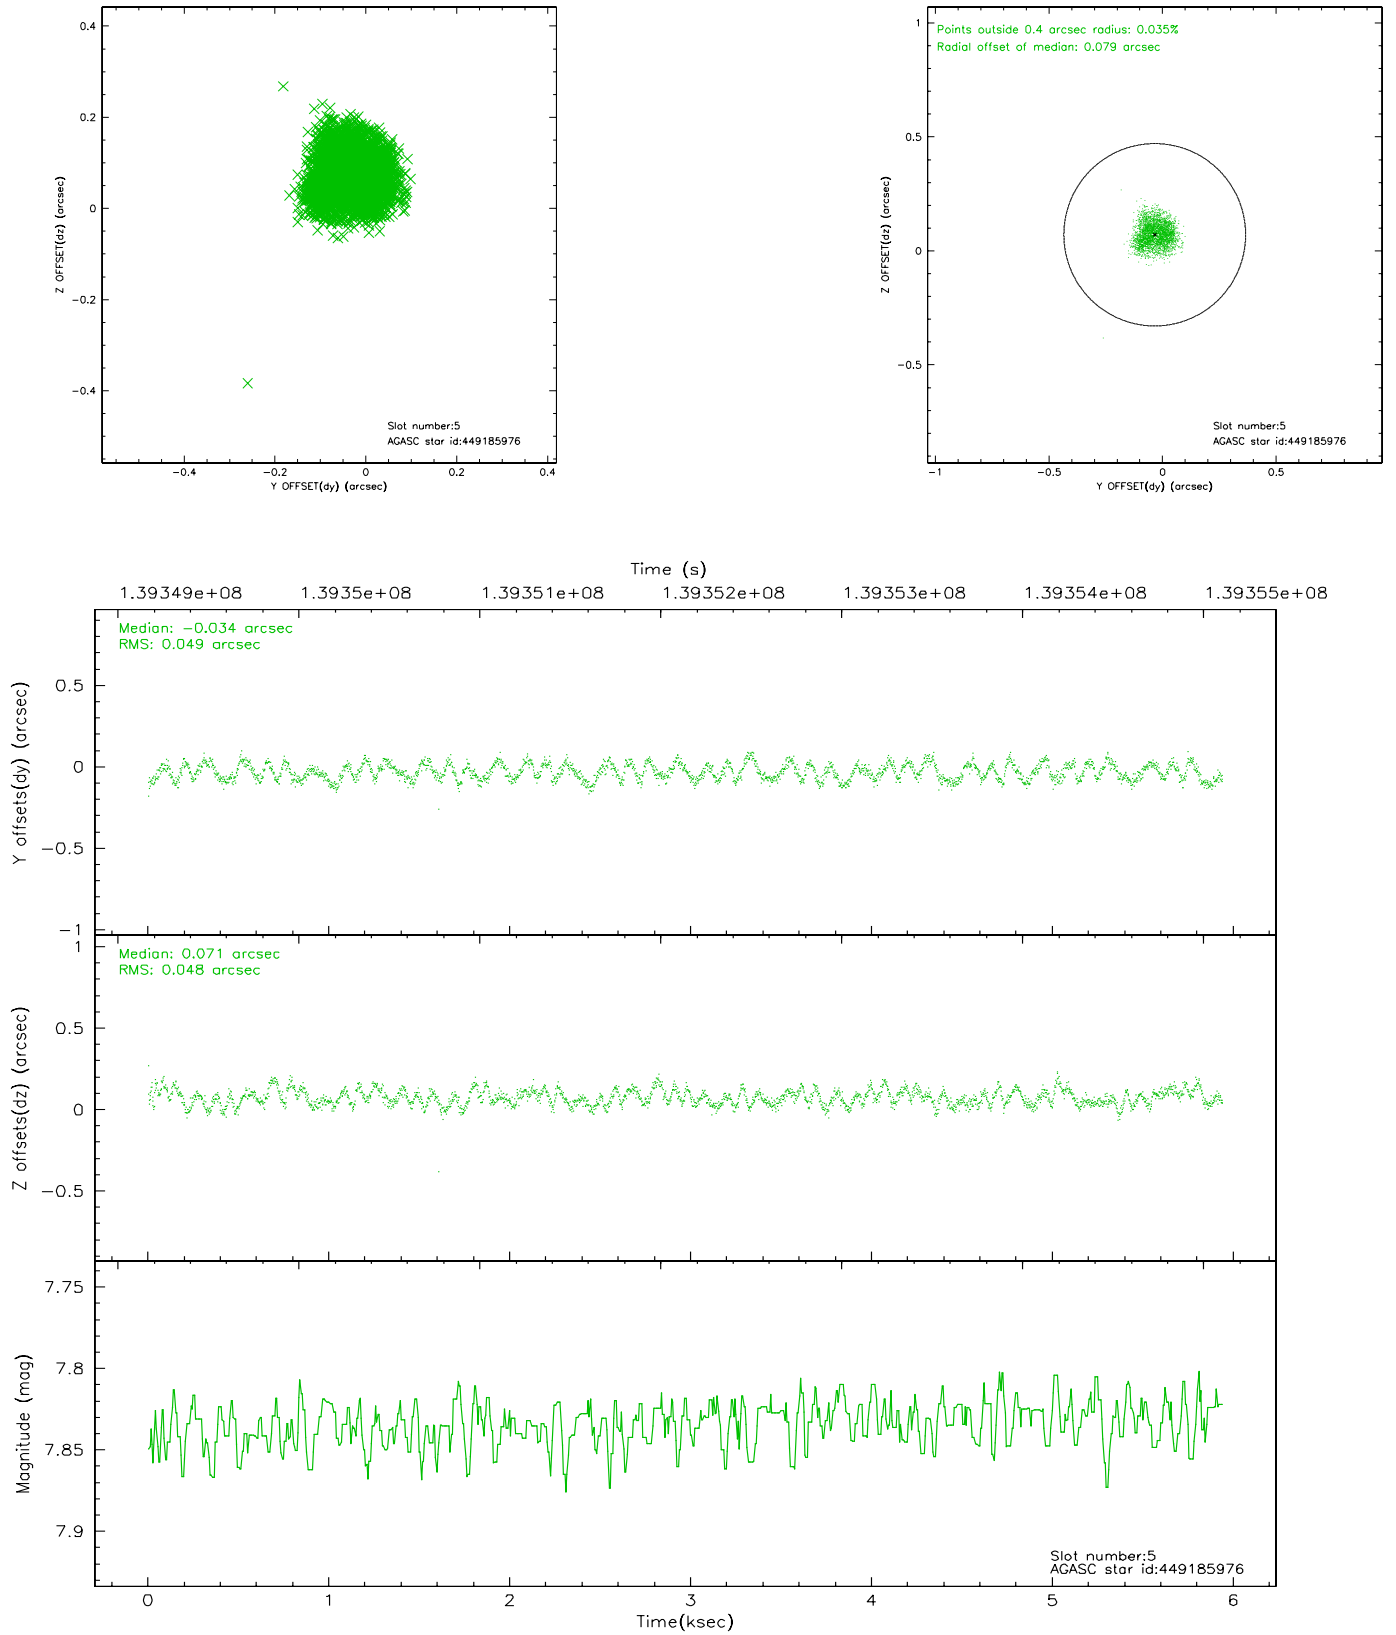 0.4
0.2
0
−0.2
−0.4
Z OFFSET(dz) (arcsec)
Slot number:5
AGASC star id:449185976
−0.4 −0.2 0 0.2 0.4
Y OFFSET(dy) (arcsec)
Points outside 0.4 arcsec radius: 0.035%
Radial offset of median: 0.079 arcsec
1
0.5
0
−0.5
Z OFFSET(dz) (arcsec)
Slot number:5
AGASC star id:449185976
−1 −0.5 0 0.5
Y OFFSET(dy) (arcsec)
Time (s)
1.39349e+08 1.3935e+08 1.39351e+08 1.39352e+08 1.39353e+08 1.39354e+08 1.39355e+08
Median: −0.034 arcsec
RMS: 0.049 arcsec
0.5
0
−0.5
−1
Y offsets(dy) (arcsec)
Median: 0.071 arcsec
RMS: 0.048 arcsec
1
0.5
0
−0.5
Z offsets(dz) (arcsec)
7.75
7.8
7.85
7.9
Magnitude (mag)
Slot number:5
AGASC star id:449185976
0 1 2 3 4 5 6
Time(ksec)